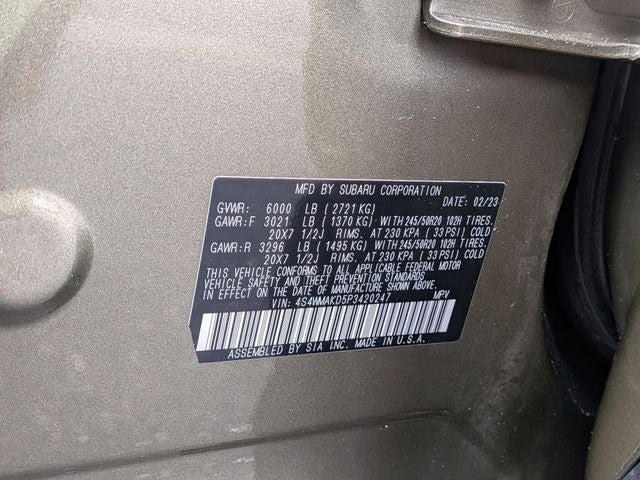 MFD BY SUBARU CORPORATION
DATE: 02/23
GVWR: 6000 LB (2721 KG)
GAWR:F 3021 LB (1370 KG) WITH 245/50R20 102H TIRES.
20X7 1/2J RIMS. AT 230 KPA (33 PSI) COLD
GAWR:R 3296 LB (1495 KG) WITH 245/50R20 102H TIRES.
20X7 1/2J RIMS. AT 230 KPA (33 PSI) COLD
THIS VEHICLE CONFORMS TO ALL APPLICABLE FEDERAL MOTOR
VEHICLE SAFETY AND THEFT PREVENTION STANDARDS
IN EFFECT ON THE DATE OF MANUFACTURE SHOWN ABOVE.
VIN: 4S4WMAKD5P3420247 MPV
ASSEMBLED BY SIA INC. MADE IN U.S.A.